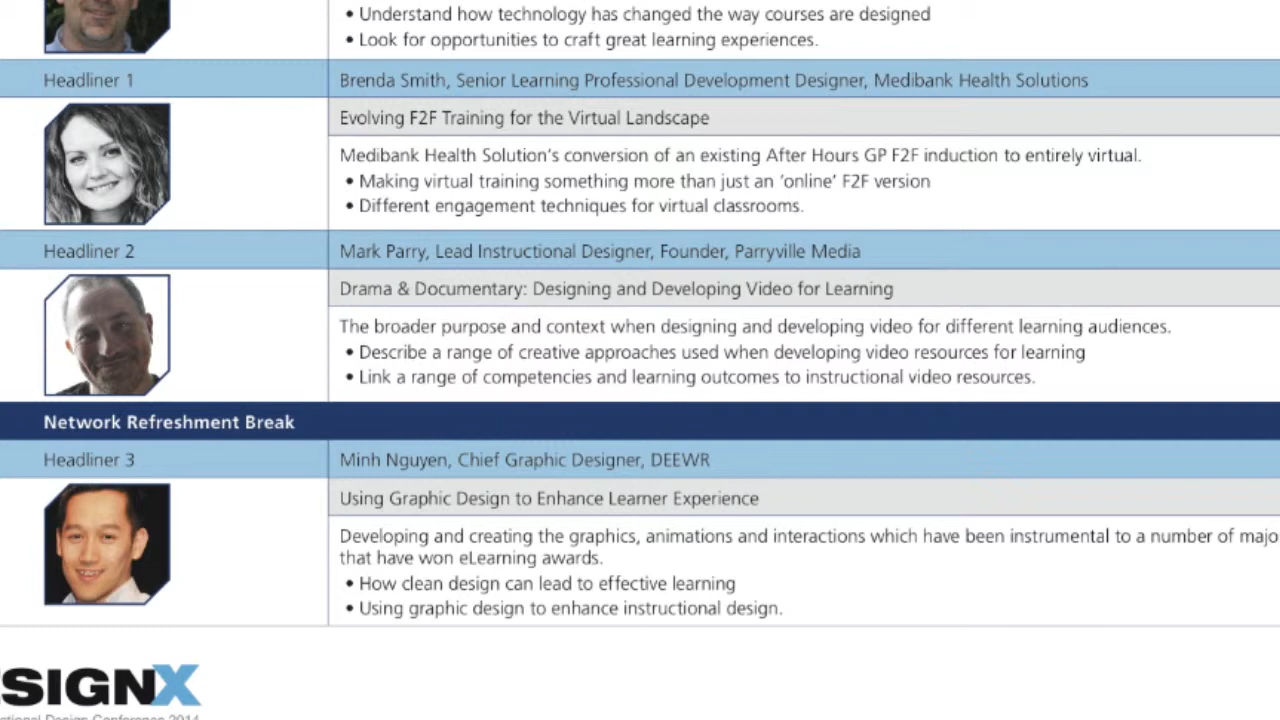 • Understand how technology has changed the way courses are designed
• Look for opportunities to craft great learning experiences.
Headliner 1
Brenda Smith, Senior Learning Professional Development Designer, Medibank Health Solutions
Evolving F2F Training for the Virtual Landscape
Medibank Health Solution's conversion of an existing After Hours GP F2F induction to entirely virtual.
• Making virtual training something more than just an 'online' F2F version
• Different engagement techniques for virtual classrooms.
Headliner 2
Mark Parry, Lead Instructional Designer, Founder, Parryville Media
Drama & Documentary: Designing and Developing Video for Learning
The broader purpose and context when designing and developing video for different learning audiences.
• Describe a range of creative approaches used when developing video resources for learning
• Link a range of competencies and learning outcomes to instructional video resources.
Network Refreshment Break
Headliner 3
Minh Nguyen, Chief Graphic Designer, DEEWR
Using Graphic Design to Enhance Learner Experience
Developing and creating the graphics, animations and interactions which have been instrumental to a number of majo
that have won eLearning awards.
• How clean design can lead to effective learning
• Using graphic design to enhance instructional design.
ESIGNX
ctional Design Conference 2014